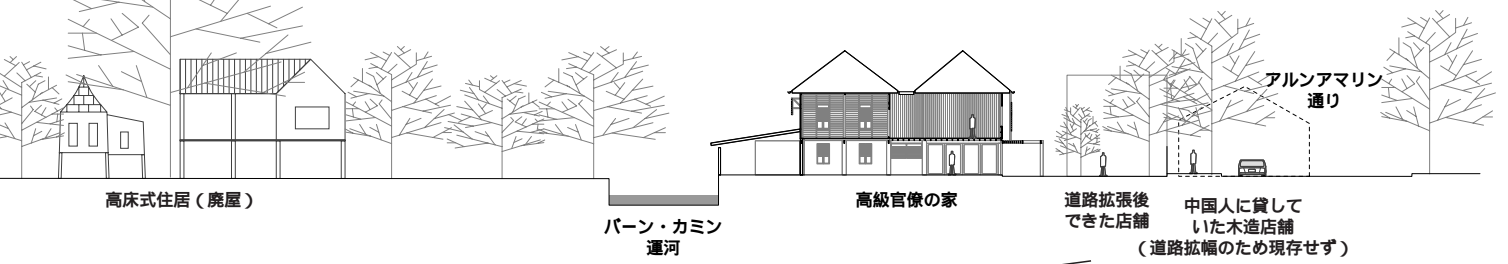 アルンアマリン
通り
高床式住居（廃屋）
バーン・カミン
運河
高級官僚の家
道路拡張後
できた店舗
中国人に貸して
いた木造店舗
（道路拡幅のため現存せず）